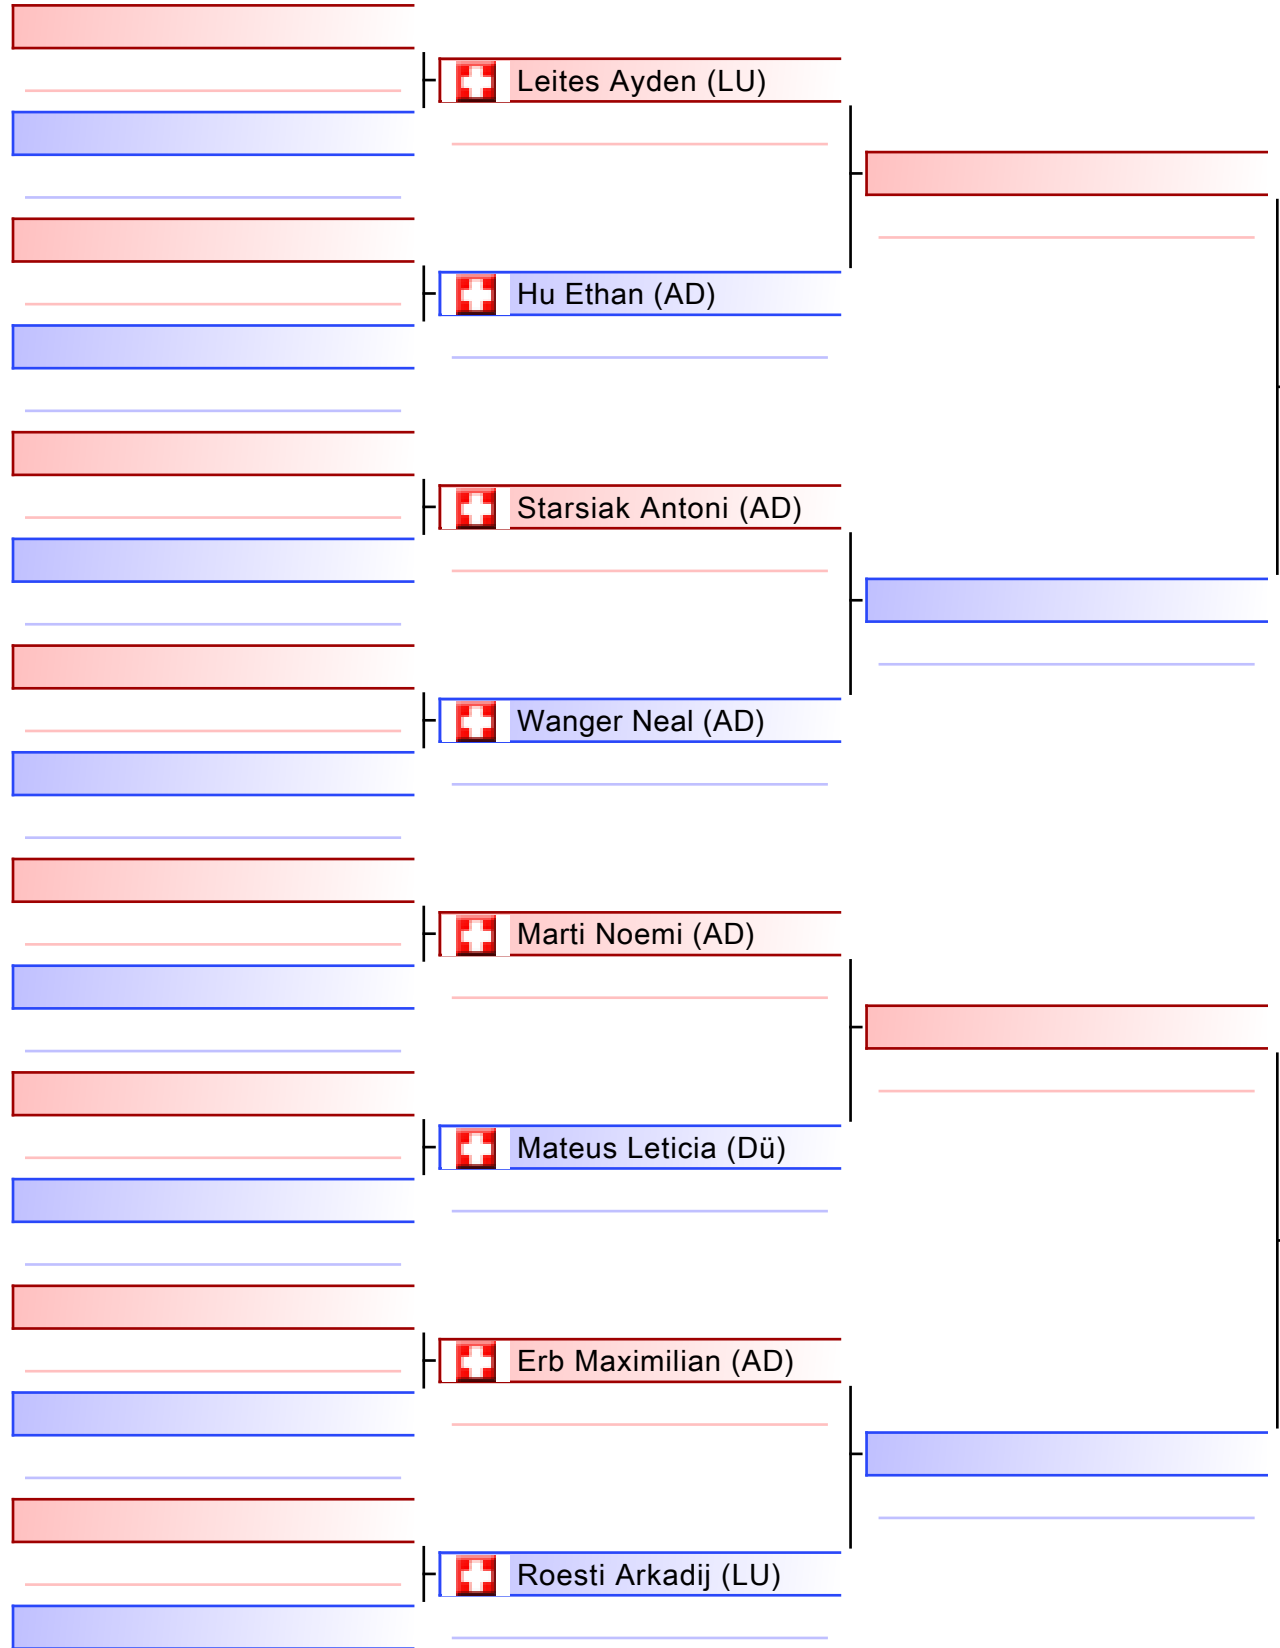 Leites Ayden (LU)
Hu Ethan (AD)
Starsiak Antoni (AD)
Wanger Neal (AD)
Marti Noemi (AD)
Mateus Leticia (Dü)
Erb Maximilian (AD)
Roesti Arkadij (LU)